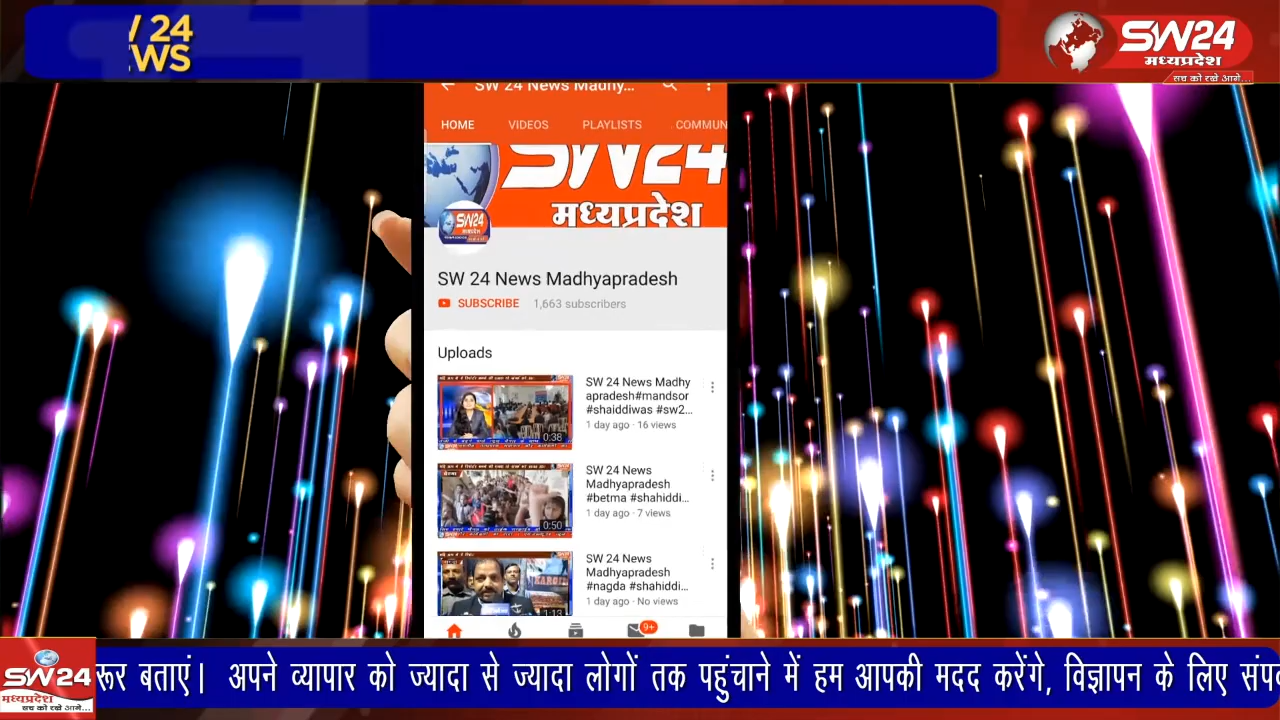 24
SW24
मध्यप्रदेश
सच को रखे आगे...
SW 24 News Madhy...
HOME VIDEOS PLAYLISTS COMMUN
SW24
मध्यप्रदेश
SW24
SW 24 News Madhyapradesh
SUBSCRIBE 1,663 subscribers
Uploads
SW 24 News Madhy
apradesh#mandsor
#shaiddiwas #sw2...
1 day ago · 16 views
0:38
SW 24 News
Madhyapradesh
#betma #shahiddi...
1 day ago · 7 views
0:50
SW 24 News
Madhyapradesh
#nagda #shahiddi...
1 day ago · No views
1:13
9+
SW24
मध्यप्रदेश
सच को रखे आगे...
रूर बताएं| अपने व्यापार को ज्यादा से ज्यादा लोगों तक पहुंचाने में हम आपकी मदद करेंगे, विज्ञापन के लिए संप